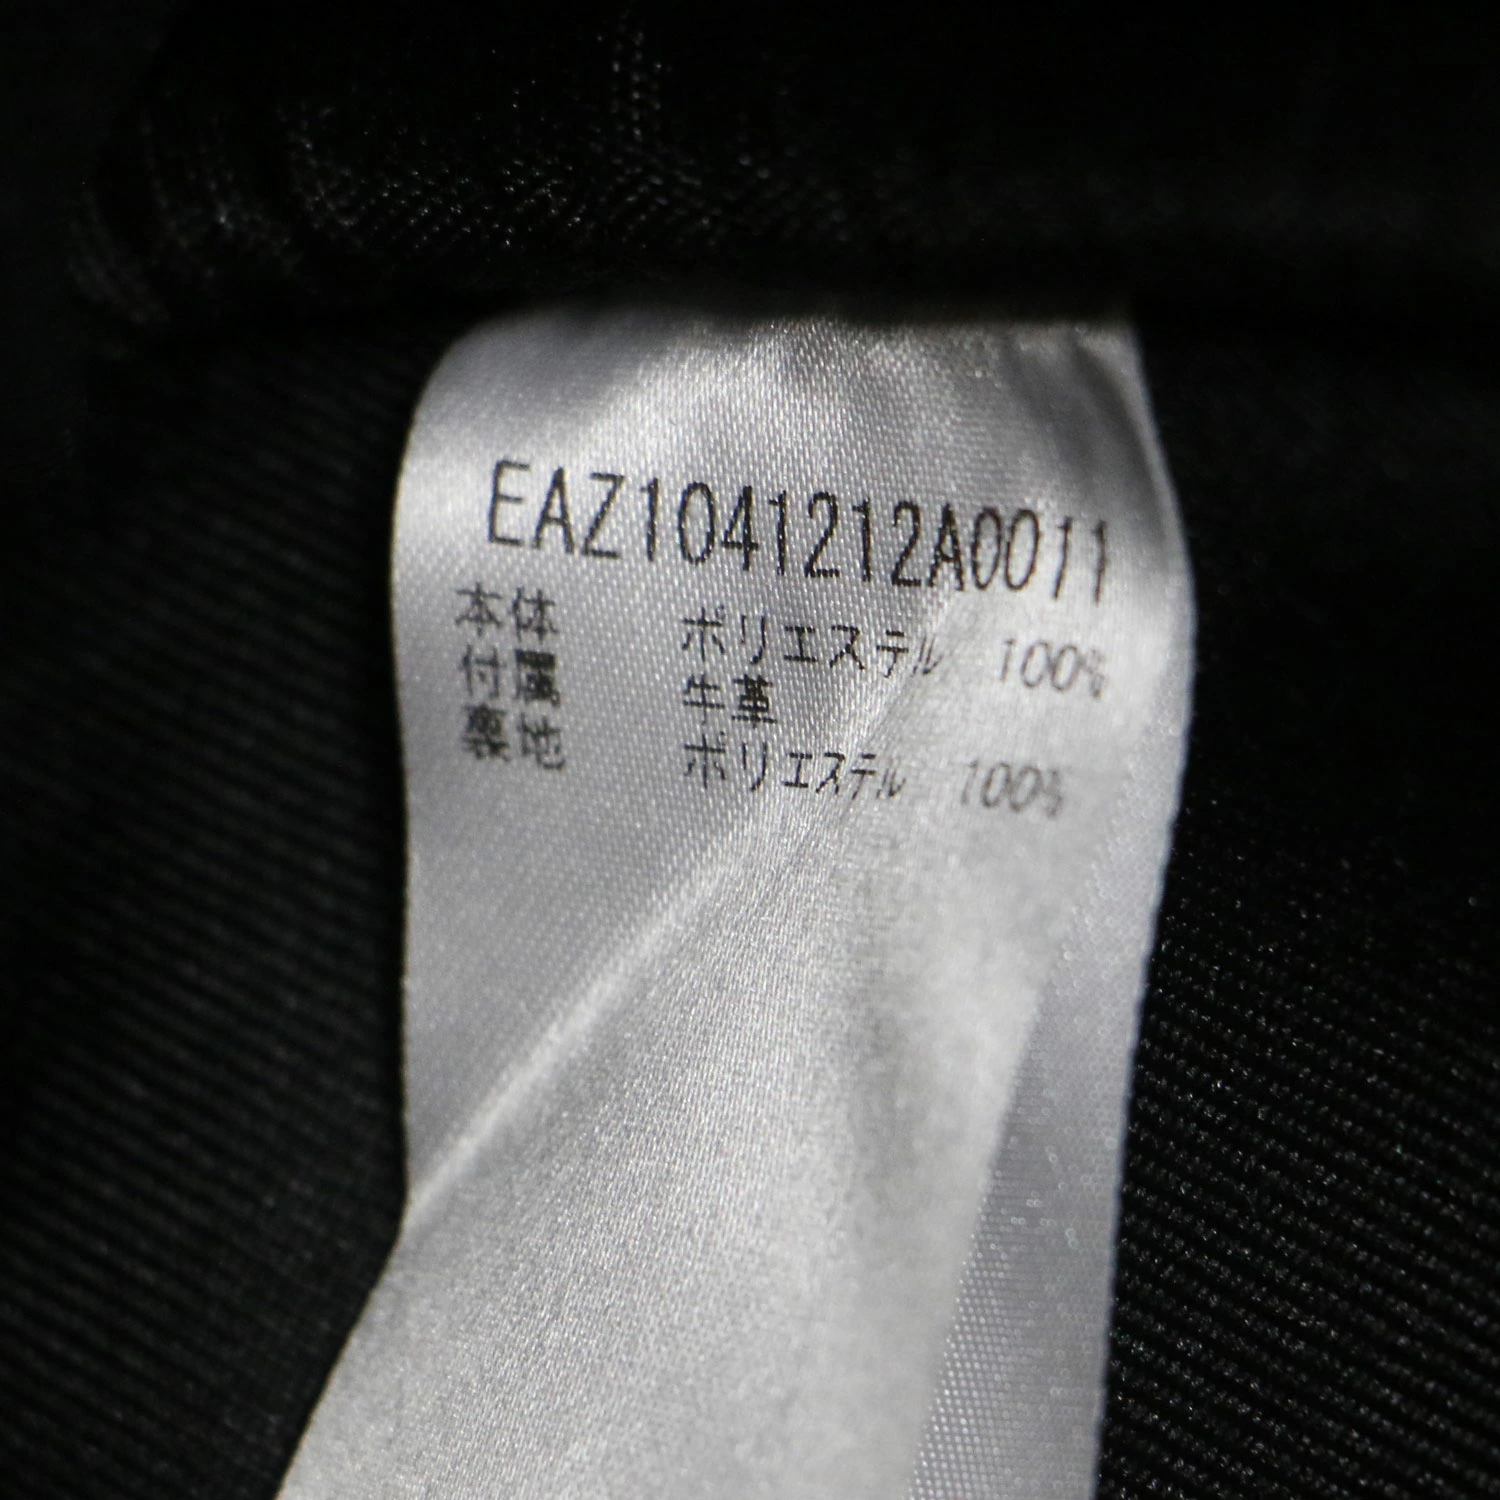 EAZ1041212A0011
本体 ポリエステル 100%
付属 牛革
裏地 ポリエステル 100%